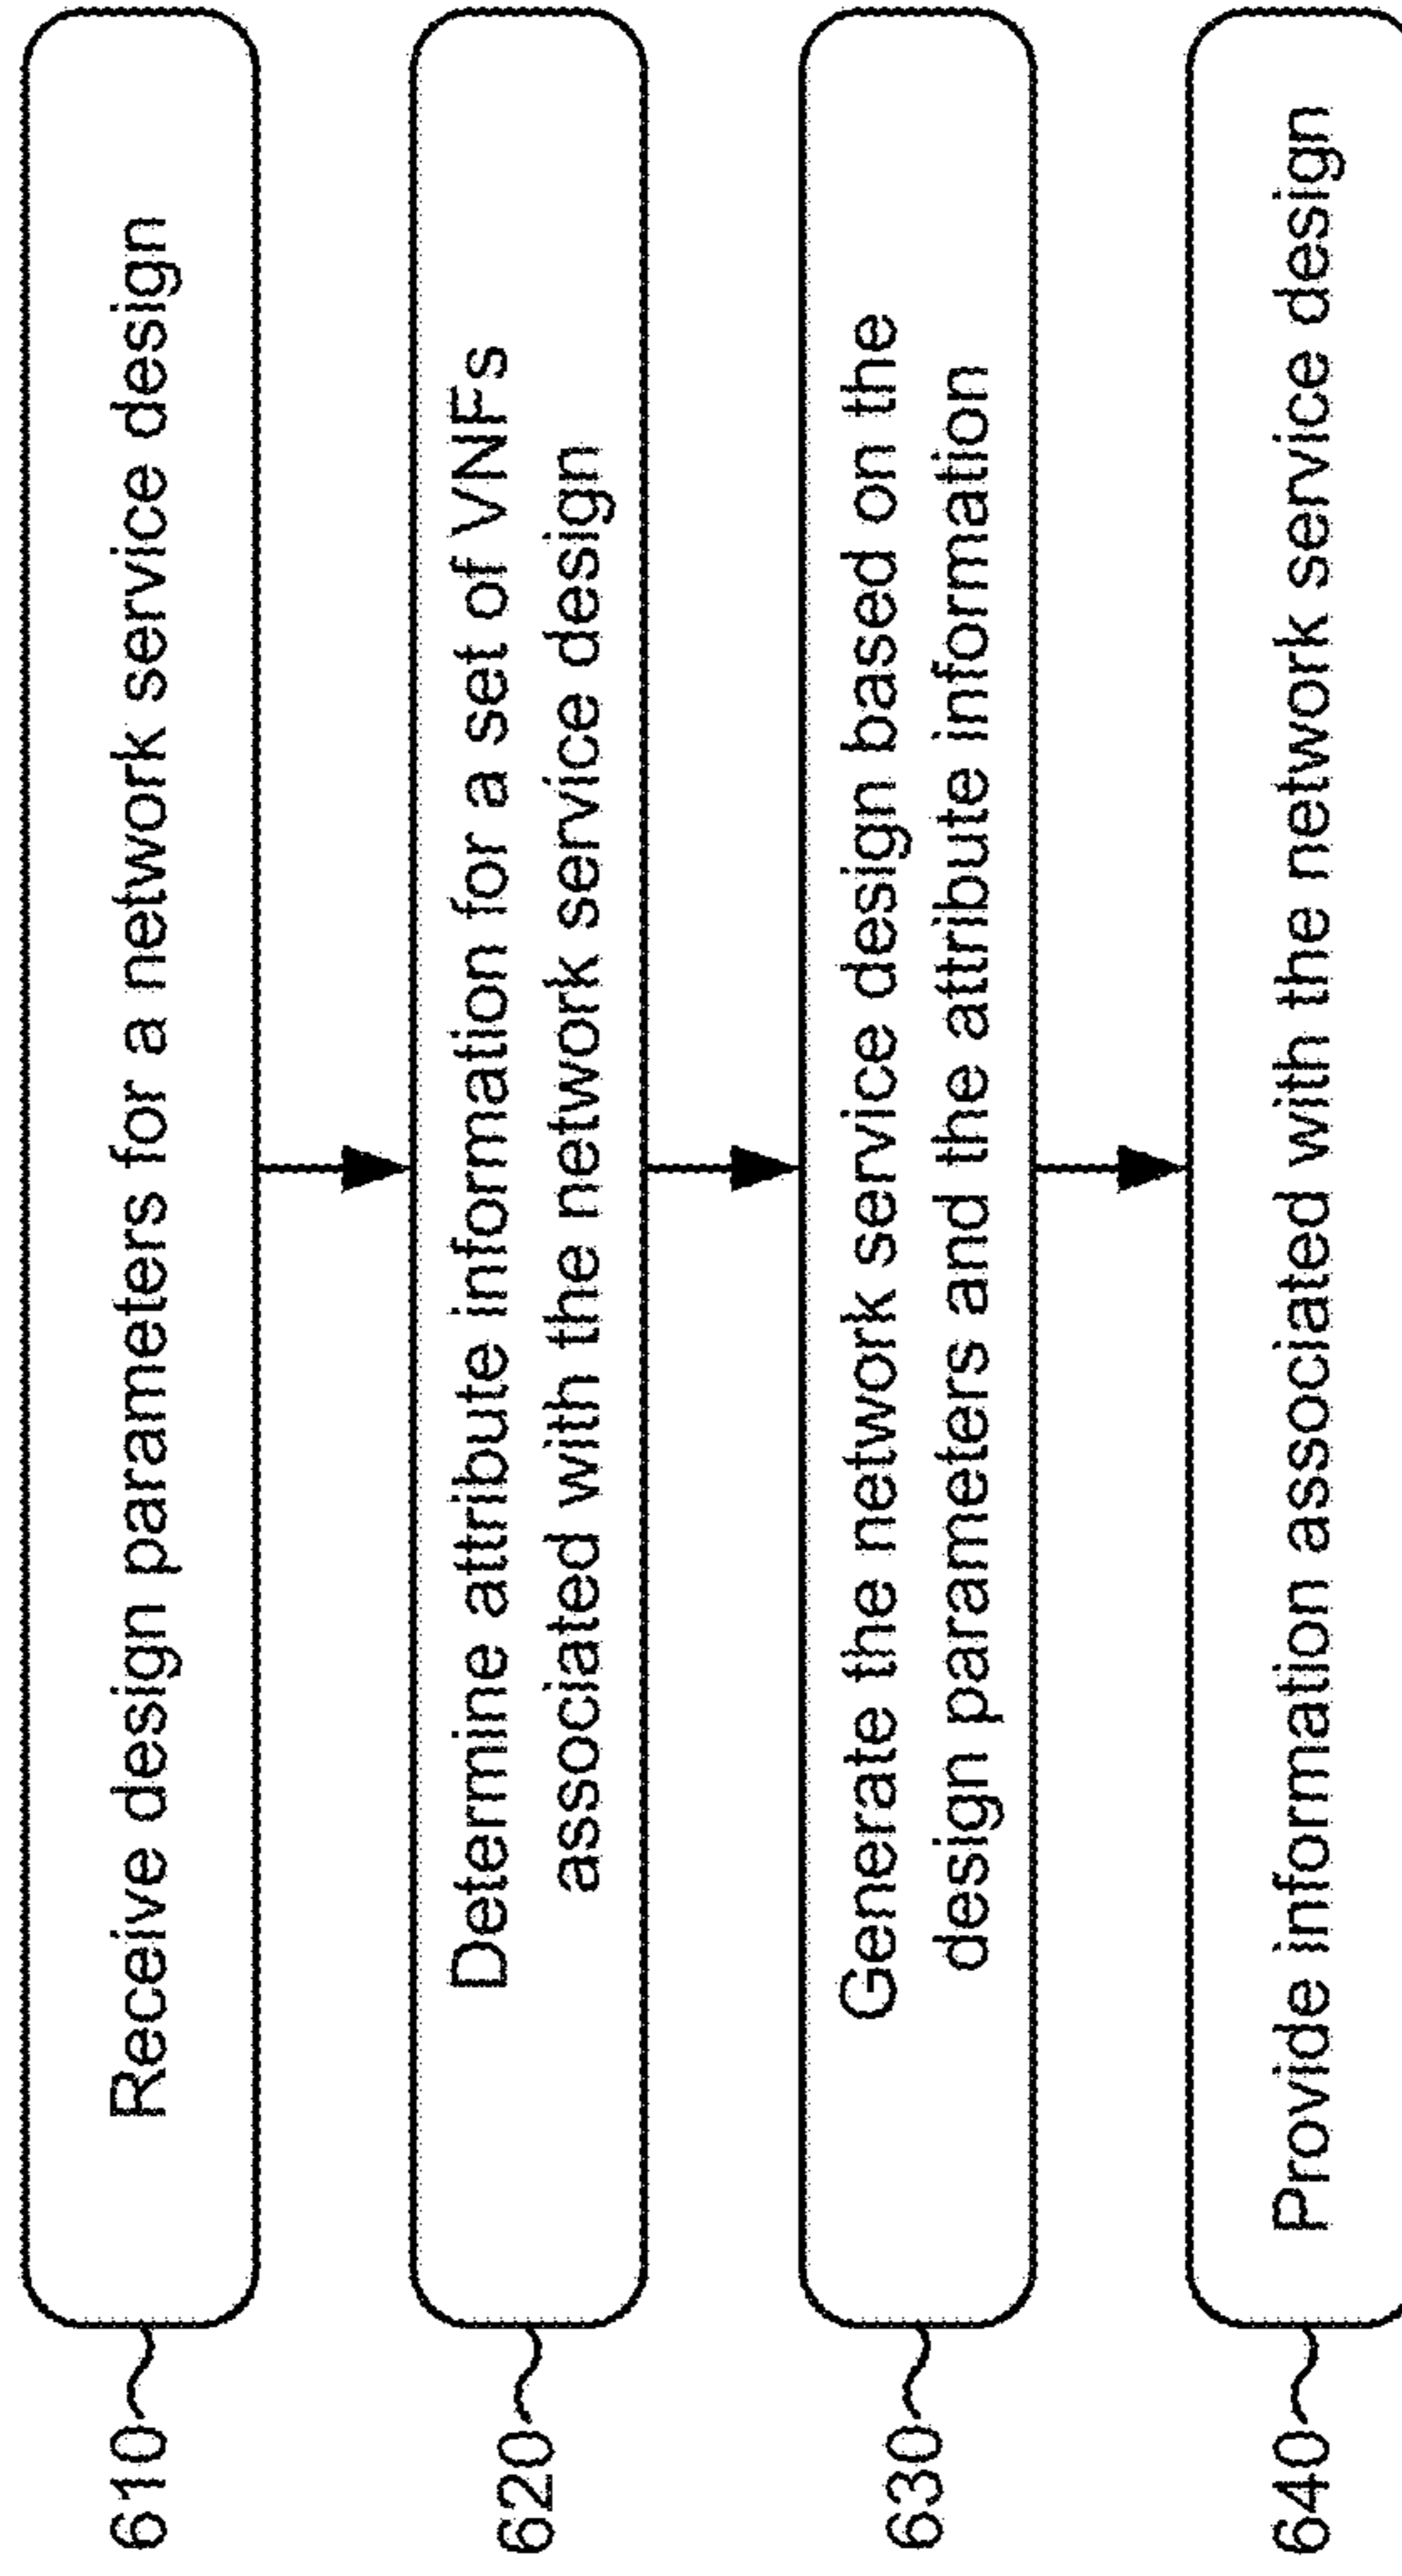 610
Receive design parameters for a network service design
620
Determine attribute information for a set of VNFs
associated with the network service design
630
Generate the network service design based on the
design parameters and the attribute information
640
Provide information associated with the network service design